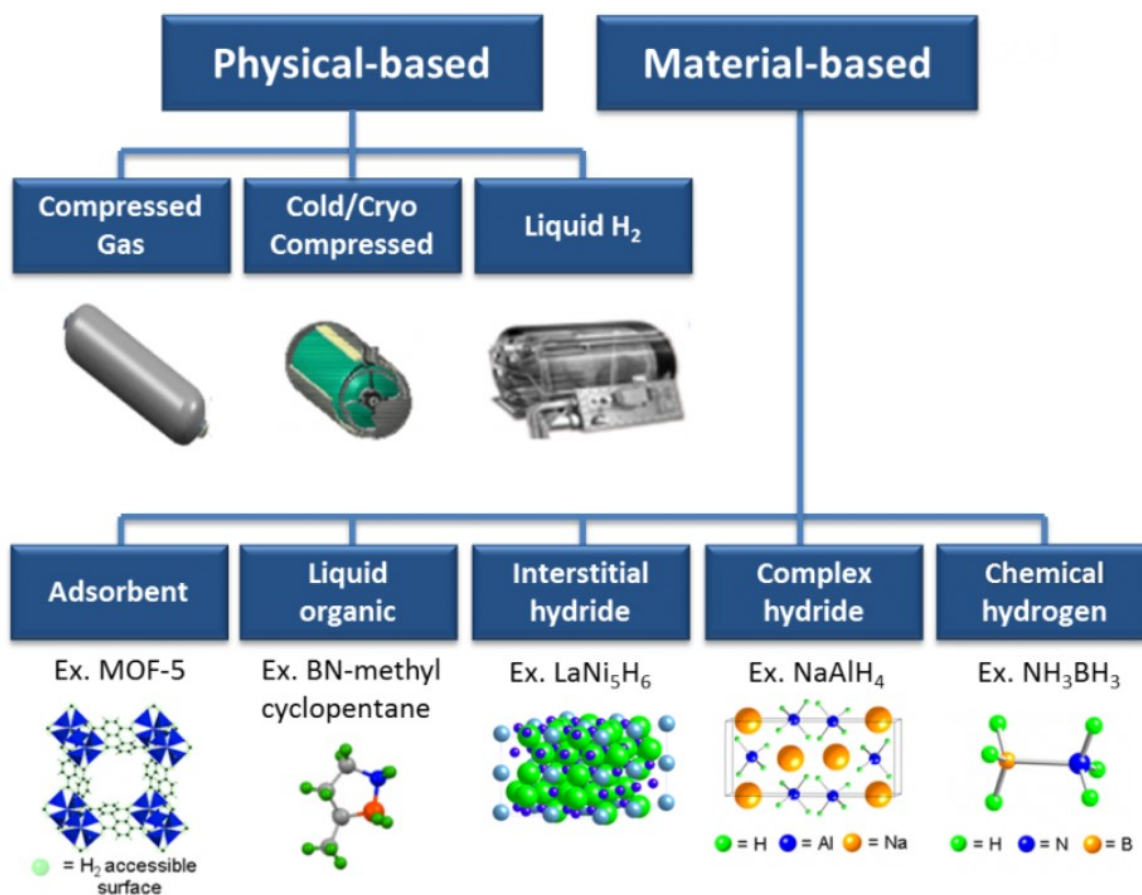 Physical-based
Material-based
Compressed
Gas
Cold/Cryo
Compressed
Liquid H₂
Adsorbent
Liquid
organic
Interstitial
hydride
Complex
hydride
Chemical
hydrogen
Ex. MOF-5
Ex. BN-methyl
cyclopentane
Ex. LaNi₅H₆
Ex. NaAlH₄
Ex. NH₃BH₃
= H₂ accessible
surface
= H = Al = Na
= H = N = B